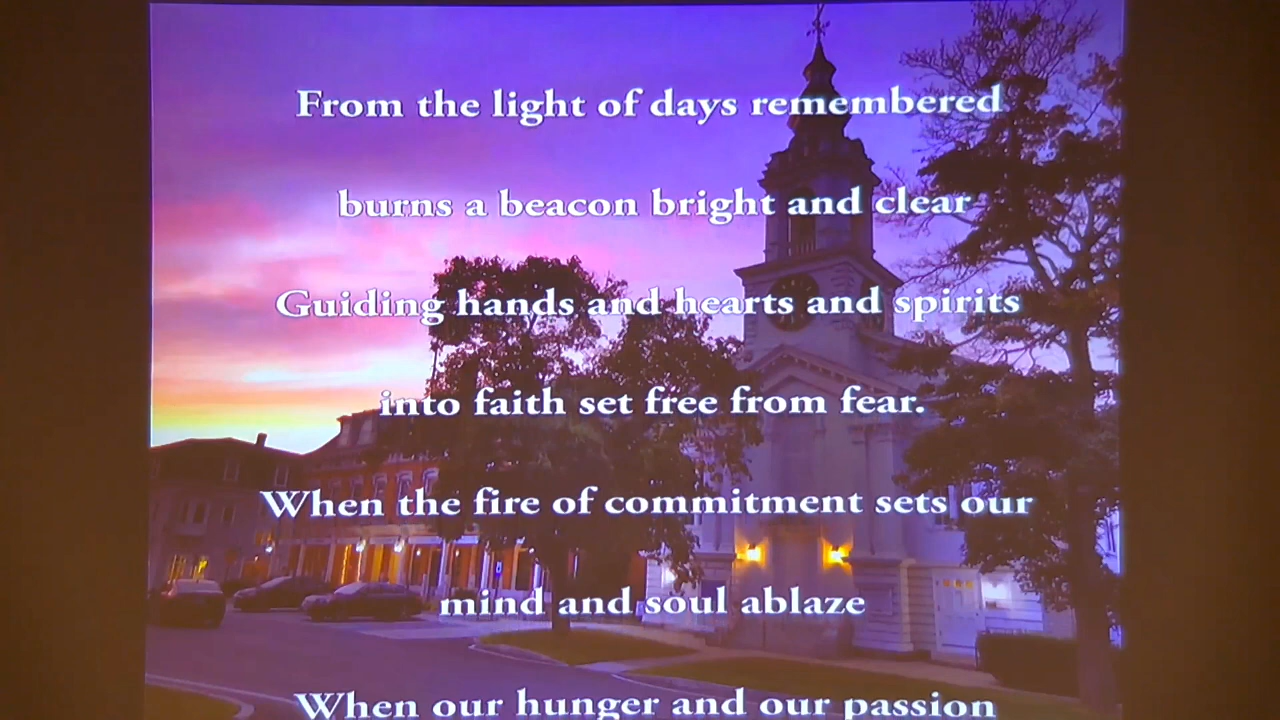 From the light of days remembered
burns a beacon bright and clear
Guiding hands and hearts and spirits
into faith set free from fear.
When the fire of commitment sets our
mind and soul ablaze
When our hunger and our passion